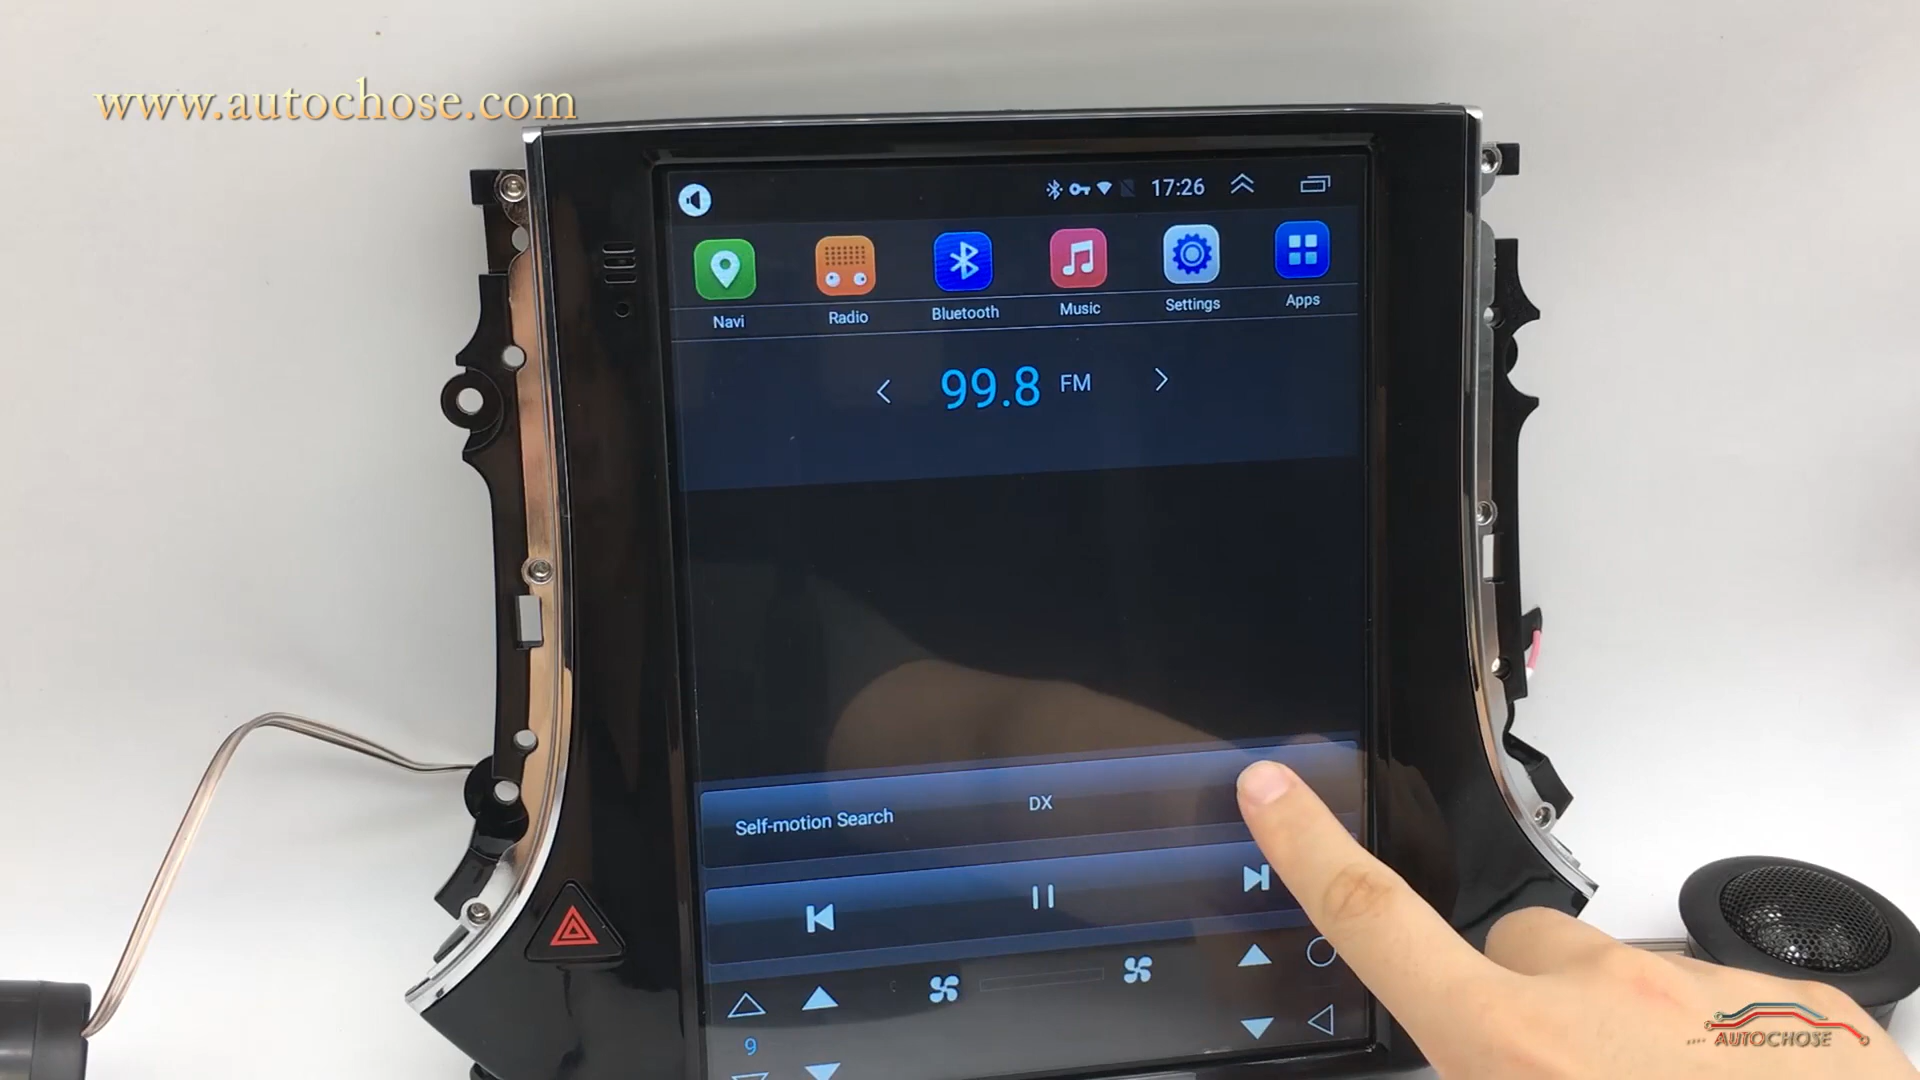 www.autochose.com
17:26
Navi Radio Bluetooth Music Settings Apps
99.8 FM
Self-motion Search DX
9
AUTOCHOSE